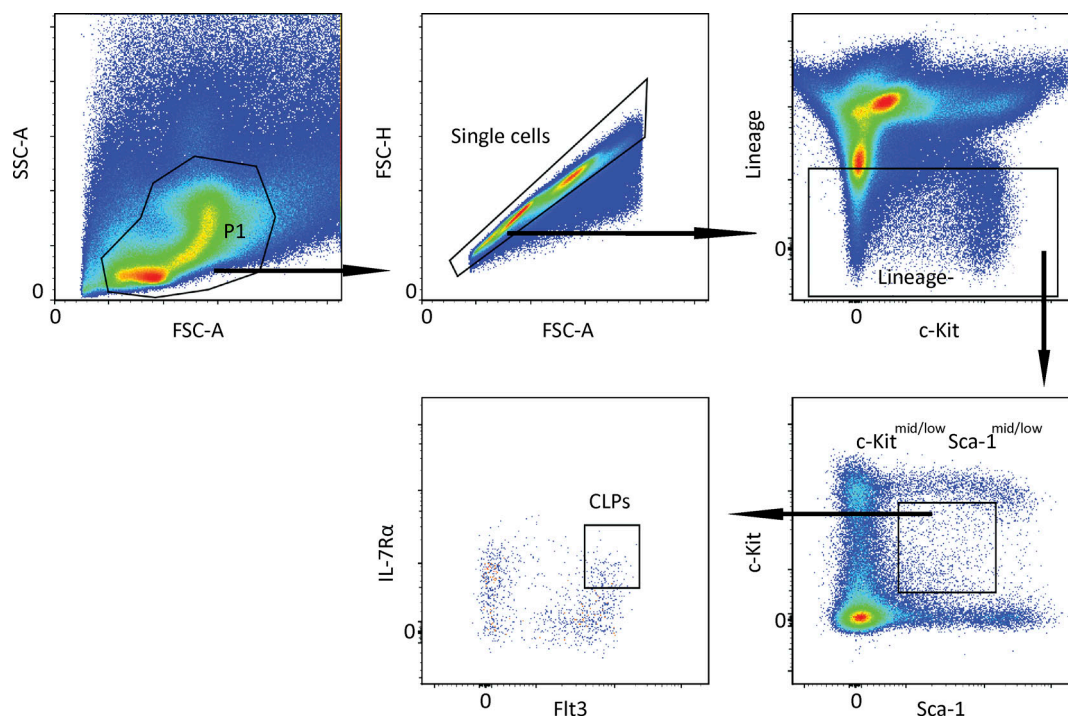 SSC-A
P1
0
0
FSC-A
FSC-H
Single cells
0
0
FSC-A
Lineage
0
Lineage-
0
c-Kit
IL-7Rα
CLPs
0
0
Flt3
c-Kit mid/low Sca-1 mid/low
c-Kit
0
0
Sca-1